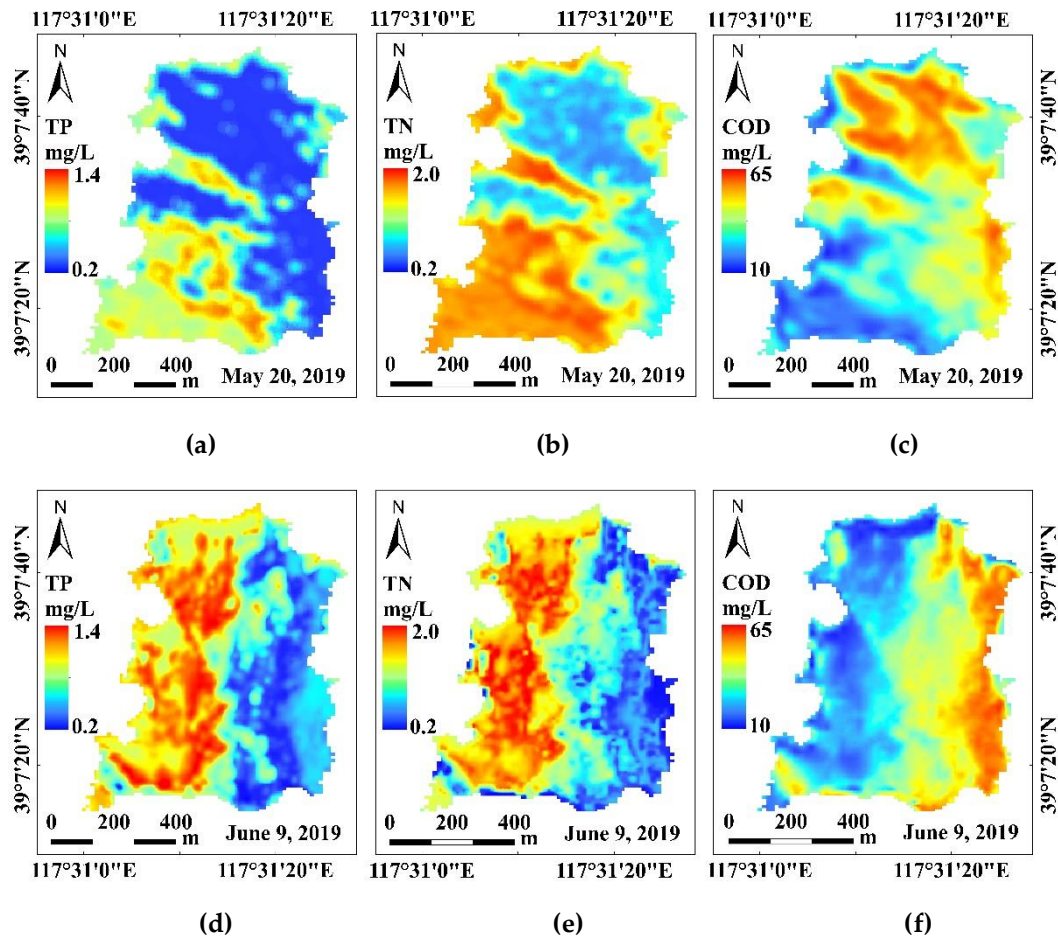 117°31'0"E 117°31'20"E 117°31'0"E 117°31'20"E 117°31'0"E 117°31'20"E
N N N
39°7'40"N 39°7'40"N
TP TN COD
mg/L mg/L mg/L
1.4 2.0 65
0.2 0.2 10
39°7'20"N 39°7'20"N
0 200 400 m 0 200 400 m 0 200 400 m
May 20, 2019 May 20, 2019 May 20, 2019
(a) (b) (c)
N N N
39°7'40"N 39°7'40"N
TP TN COD
mg/L mg/L mg/L
1.4 2.0 65
0.2 0.2 10
39°7'20"N 39°7'20"N
0 200 400 m 0 200 400 m 0 200 400 m
June 9, 2019 June 9, 2019 June 9, 2019
117°31'0"E 117°31'20"E 117°31'0"E 117°31'20"E 117°31'0"E 117°31'20"E
(d) (e) (f)